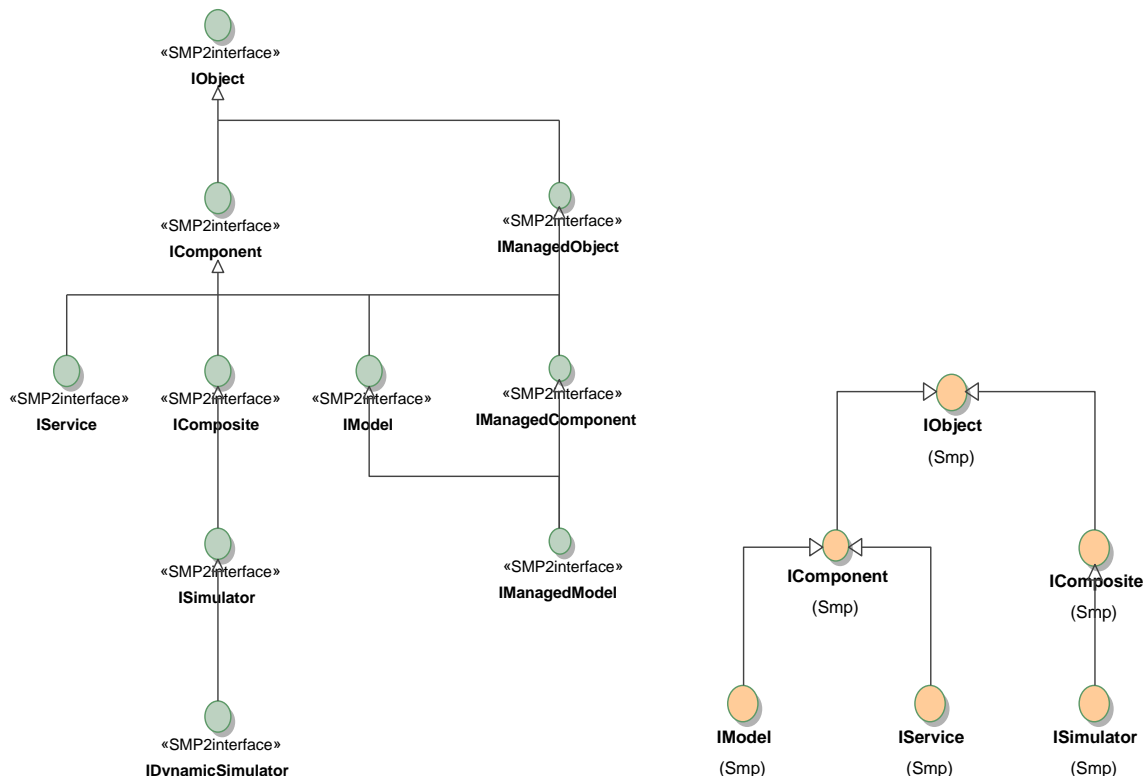 «SMP2interface»
IObject
«SMP2interface»
IComponent
«SMP2interface»
IManagedObject
«SMP2interface»
IService
«SMP2interface»
IComposite
«SMP2interface»
IModel
«SMP2interface»
IManagedComponent
«SMP2interface»
ISimulator
«SMP2interface»
IManagedModel
«SMP2interface»
IDynamicSimulator
IObject
(Smp)
IComponent
(Smp)
IComposite
(Smp)
IModel
(Smp)
IService
(Smp)
ISimulator
(Smp)